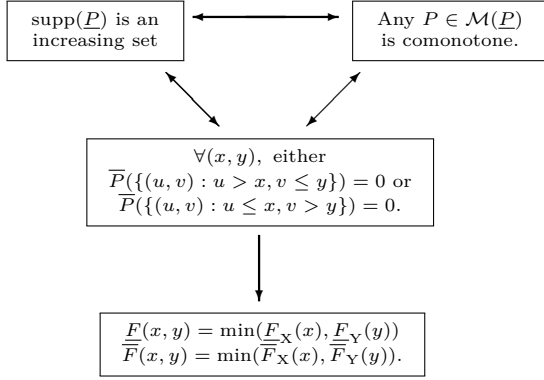 supp(P̲) is an
increasing set
Any P ∈ ℳ(P̲)
is comonotone.
∀(x, y), either
P̅({(u, v) : u > x, v ≤ y}) = 0 or
P̅({(u, v) : u ≤ x, v > y}) = 0.
F̲(x, y) = min(F̲_X(x), F̲_Y(y))
F̅(x, y) = min(F̅_X(x), F̅_Y(y)).